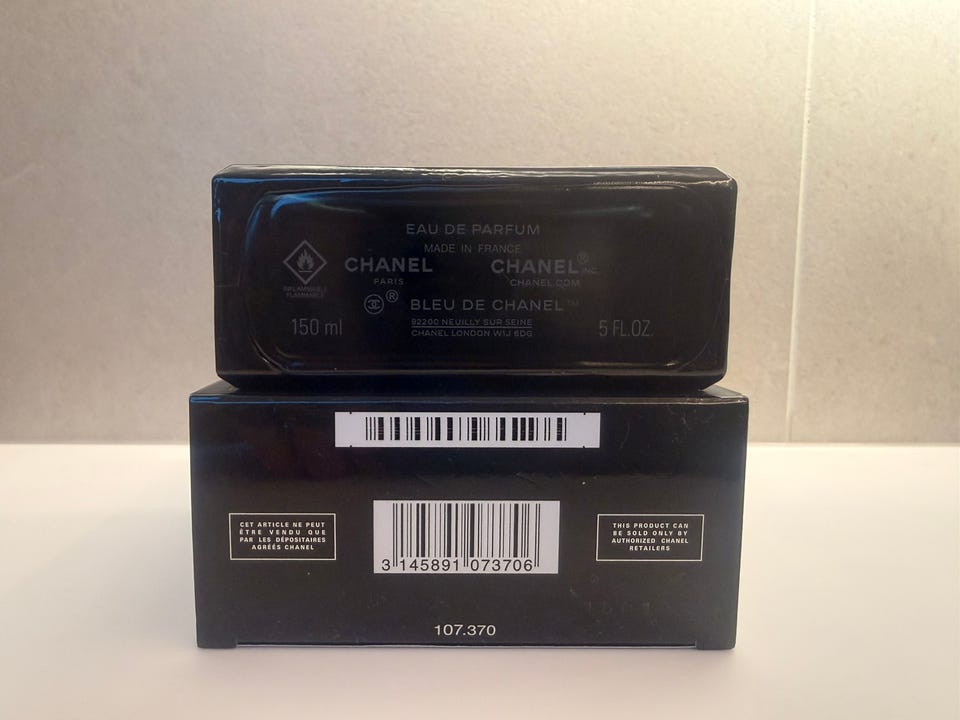 EAU DE PARFUM
MADE IN FRANCE
CHANEL CHANEL® INC.
PARIS CHANEL.COM
INFLAMMABLE
FLAMMABLE
® BLEU DE CHANEL™
150 ml 92200 NEUILLY SUR SEINE 5 FL.OZ.
CHANEL LONDON W1J 6DG
CET ARTICLE NE PEUT
ÊTRE VENDU QUE
PAR LES DÉPOSITAIRES
AGRÉÉS CHANEL
3 145891 073706
THIS PRODUCT CAN
BE SOLD ONLY BY
AUTHORIZED CHANEL
RETAILERS
107.370